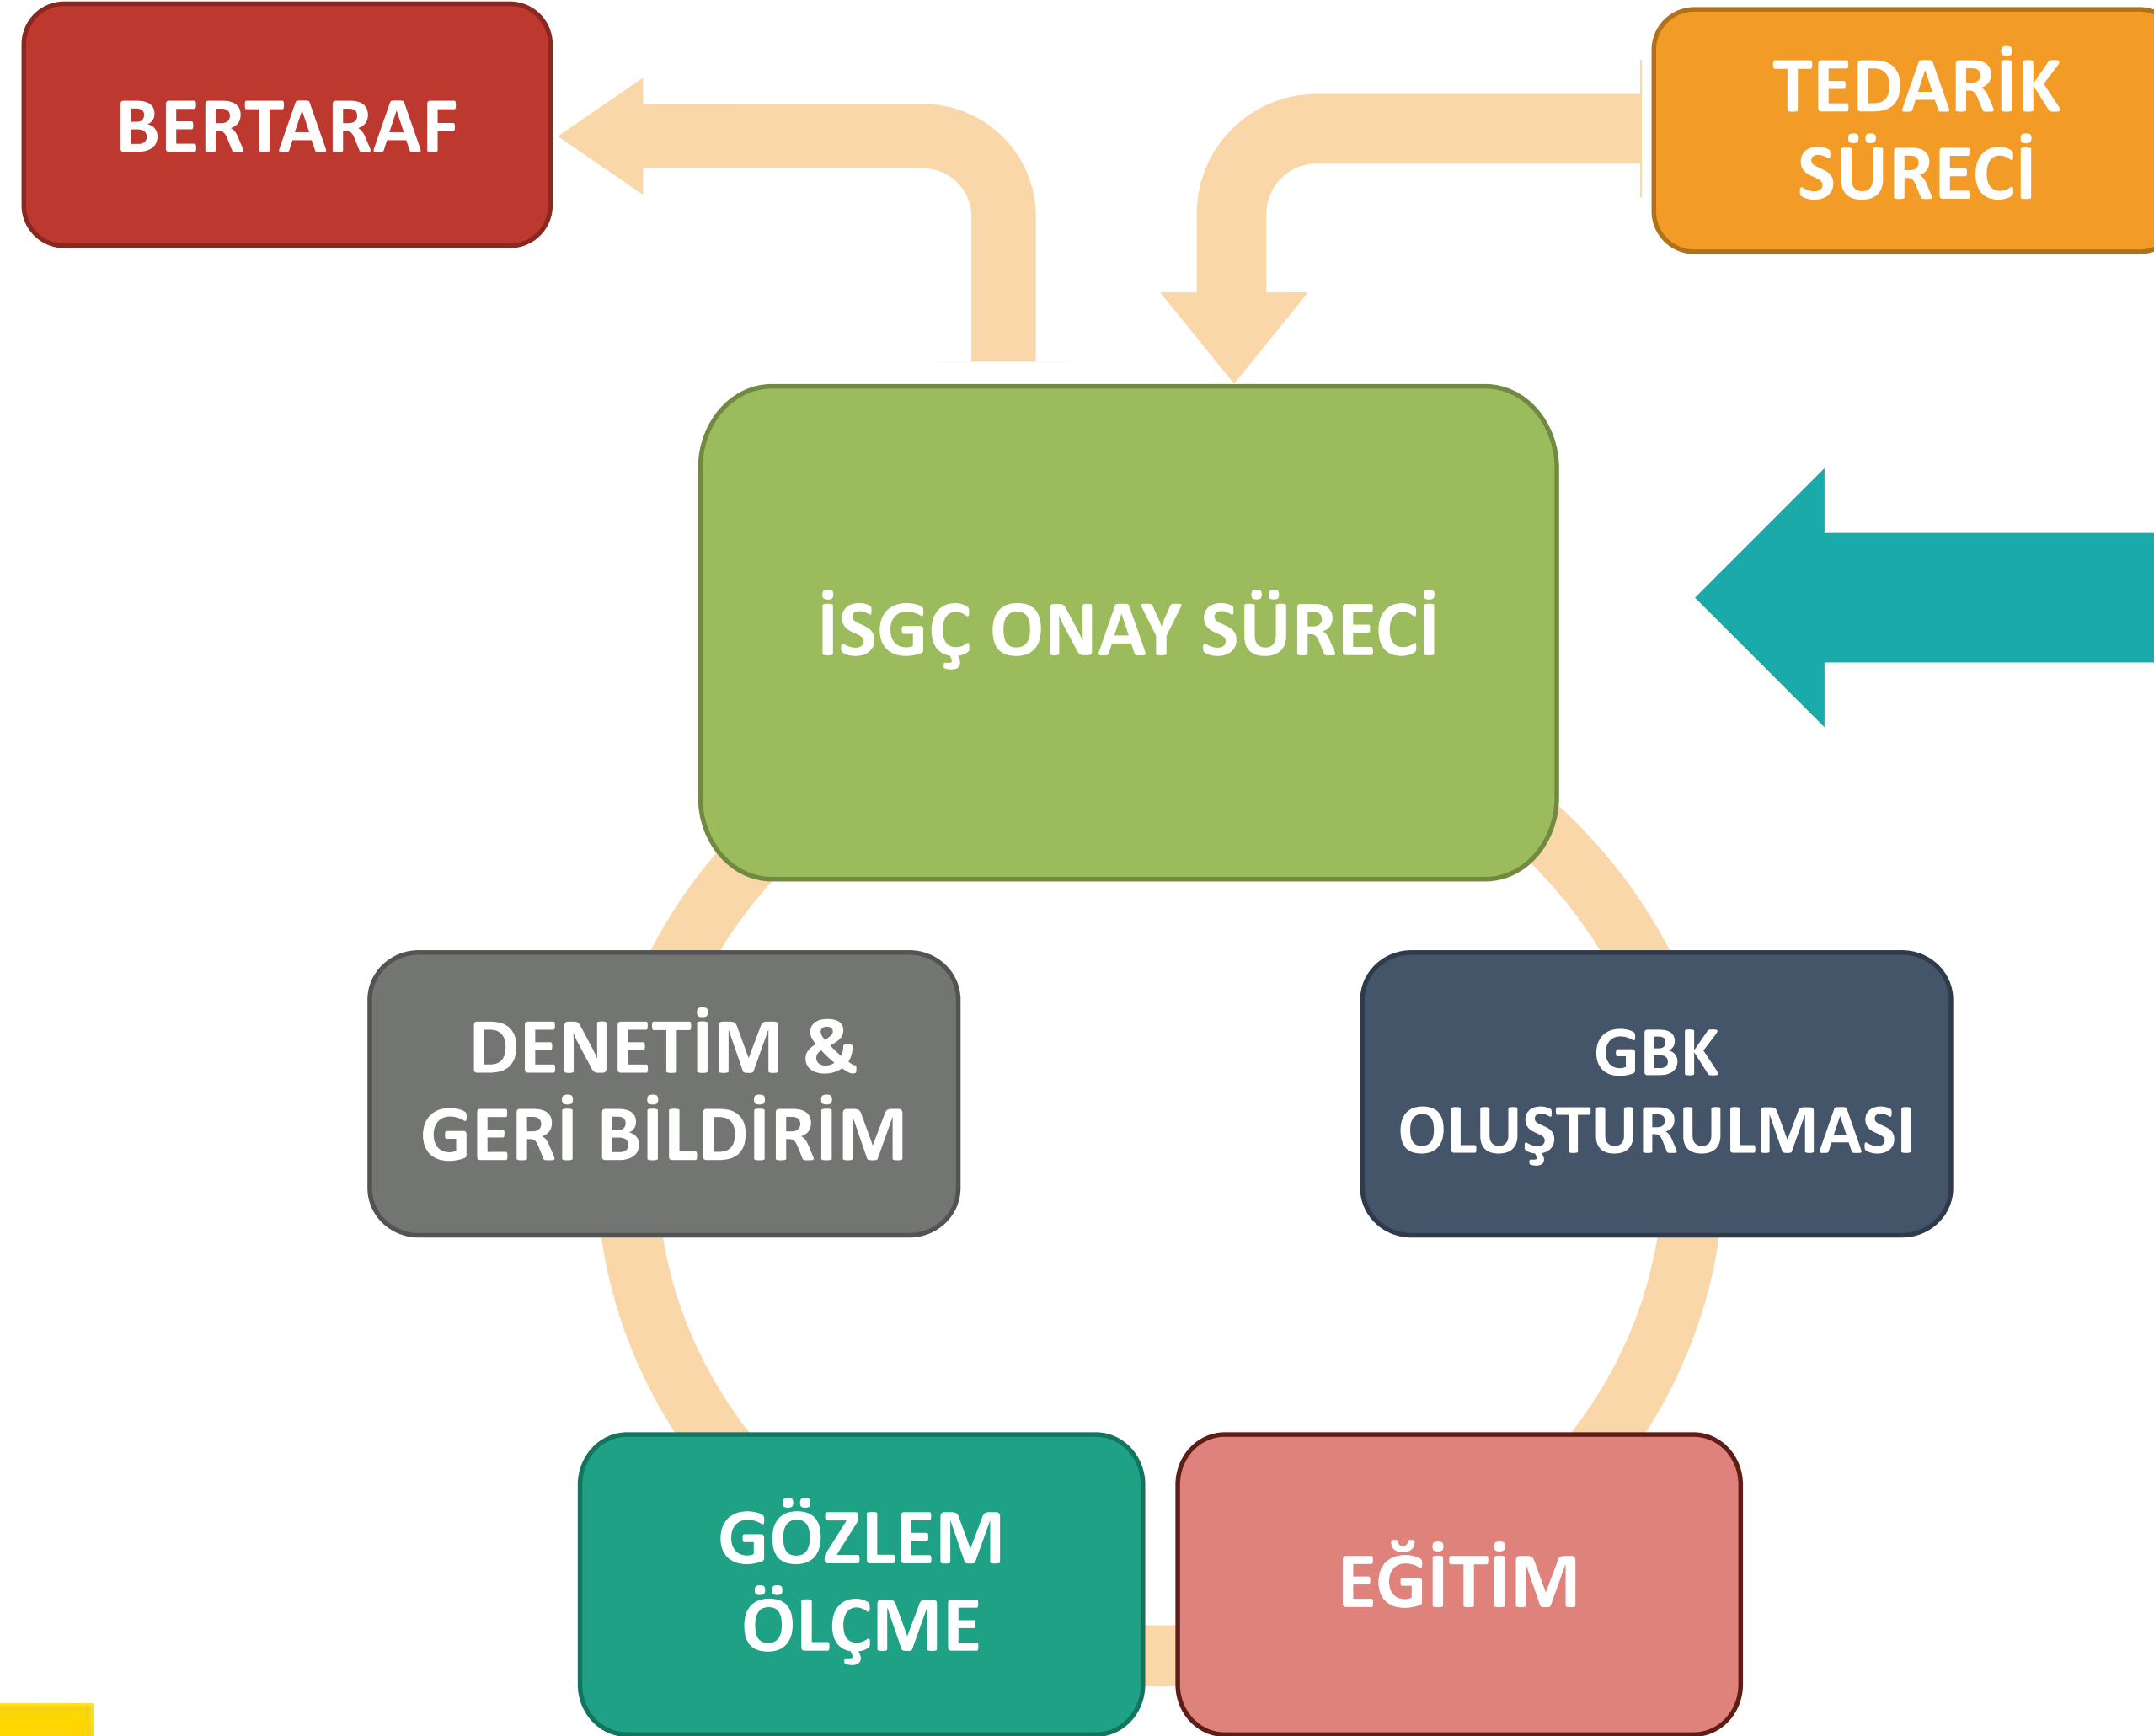 BERTARAF
TEDARİK
SÜRECİ
İSGÇ ONAY SÜRECİ
DENETİM &
GERİ BİLDİRİM
GBK
OLUŞTURULMASI
GÖZLEM
ÖLÇME
EĞİTİM